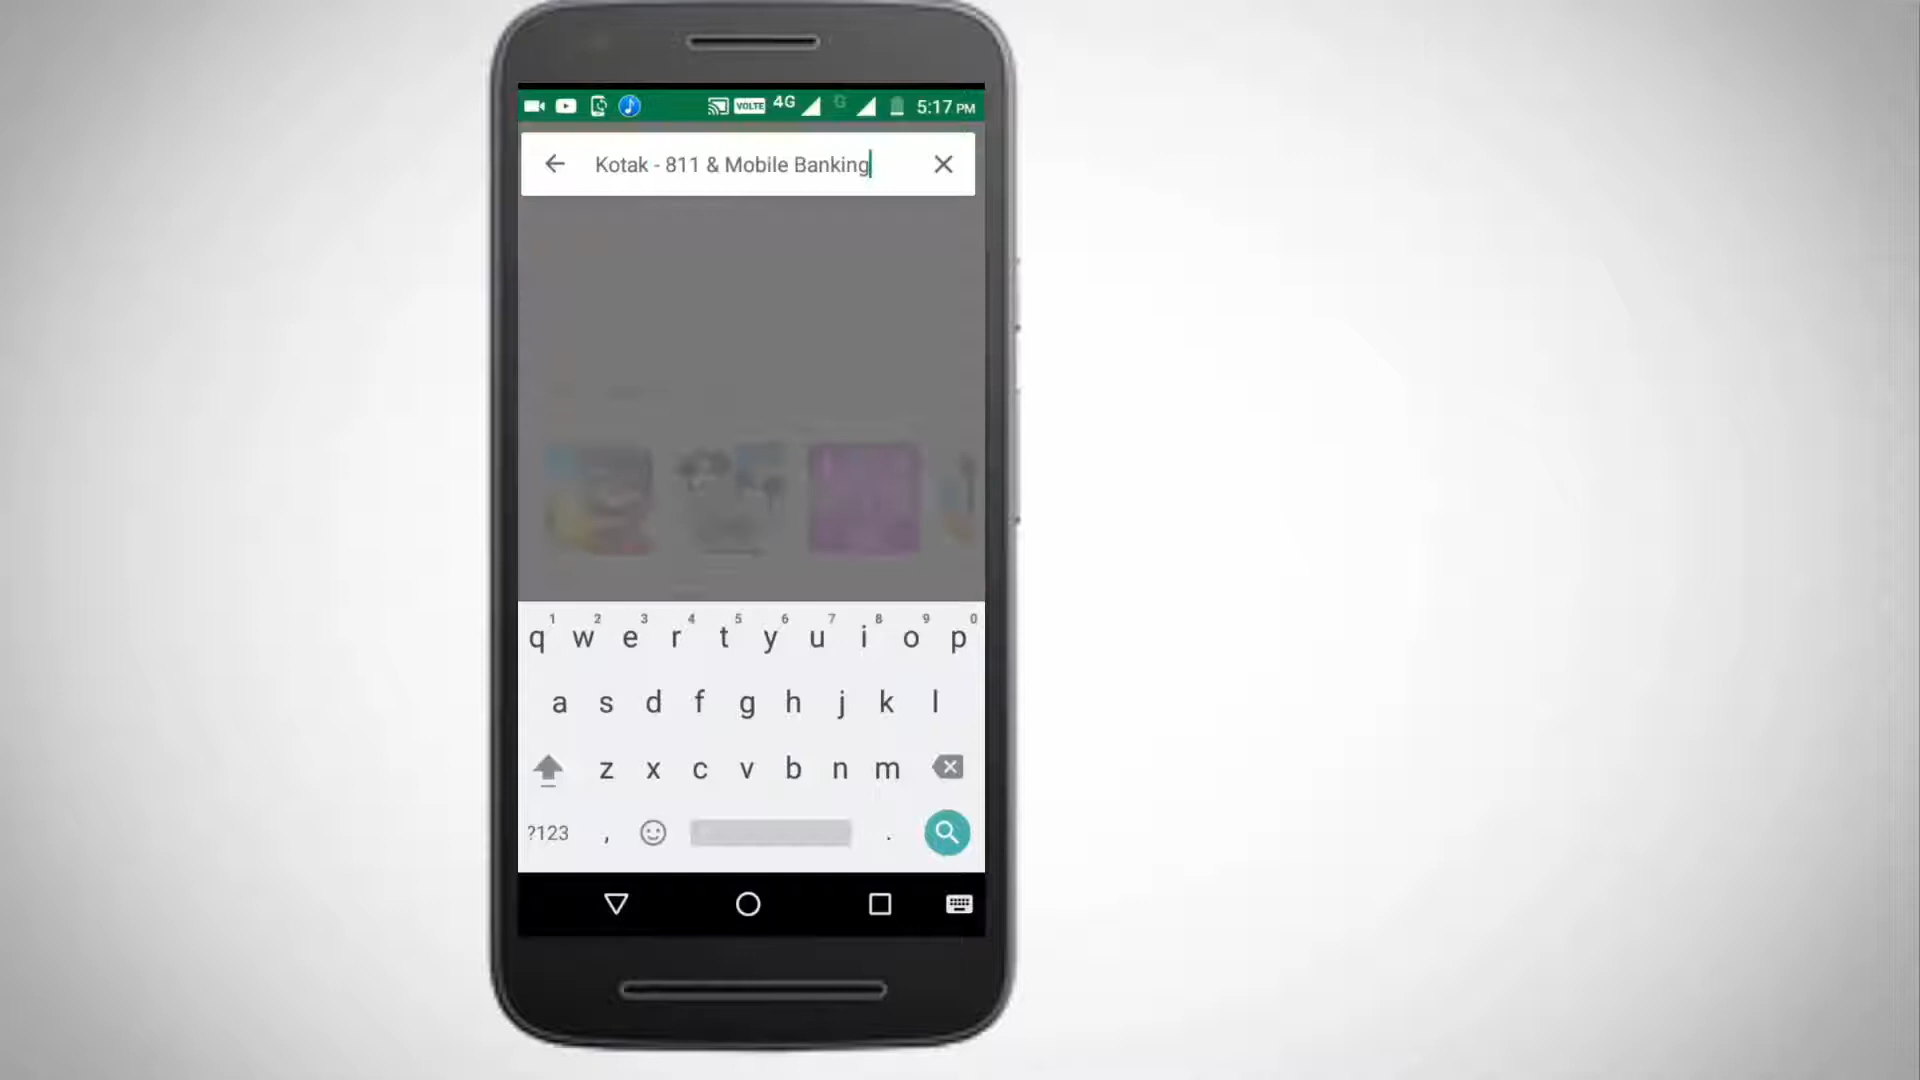 VOLTE 4G G 5:17 PM
Kotak - 811 & Mobile Banking
1 2 3 4 5 6 7 8 9 0
q w e r t y u i o p
a s d f g h j k l
z x c v b n m
?123 , .